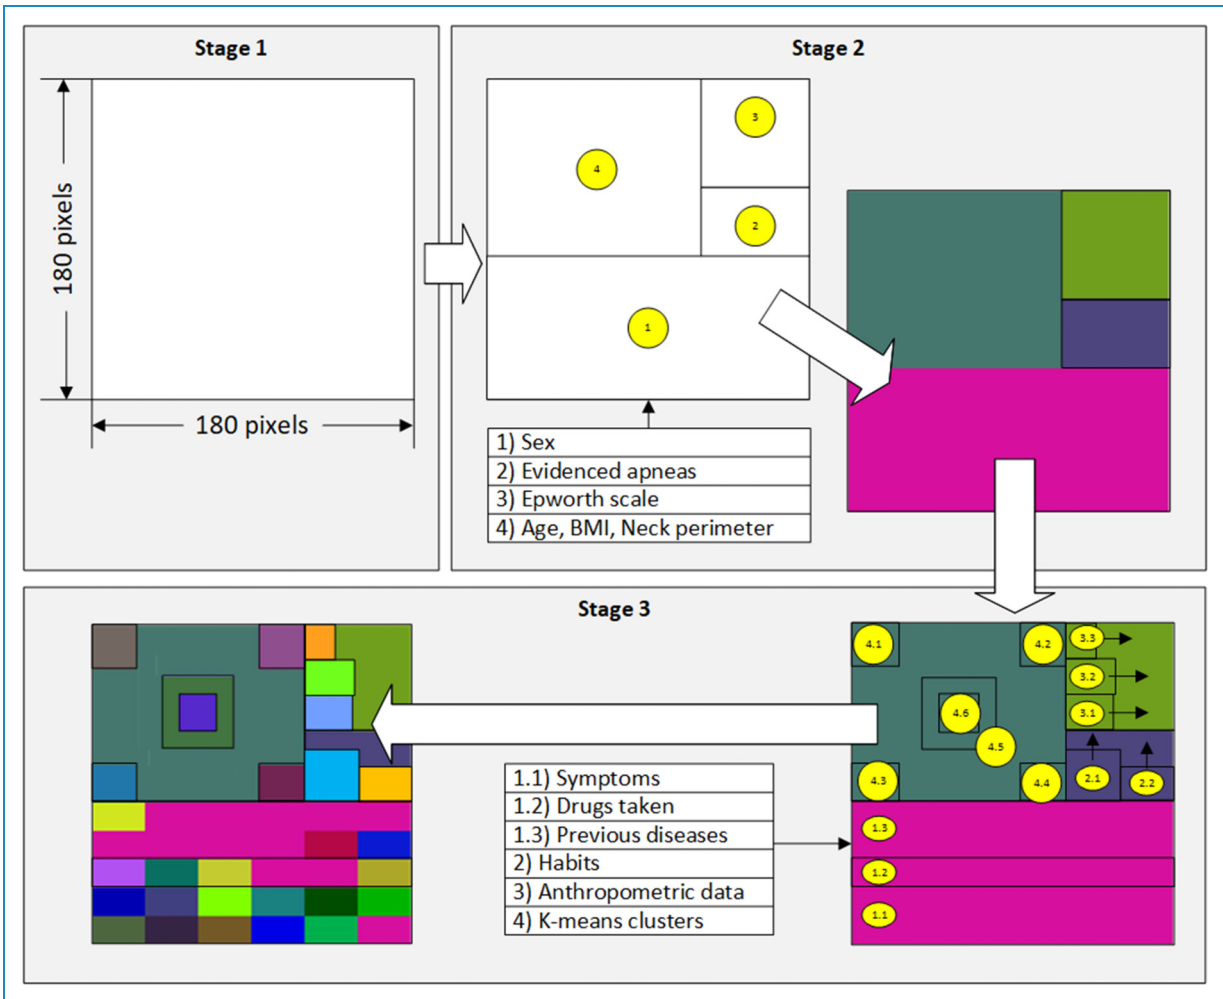 Stage 1
180 pixels
180 pixels
Stage 2
4
3
2
1
1) Sex
2) Evidenced apneas
3) Epworth scale
4) Age, BMI, Neck perimeter
Stage 3
1.1) Symptoms
1.2) Drugs taken
1.3) Previous diseases
2) Habits
3) Anthropometric data
4) K-means clusters
4.1
4.2
3.3
3.2
3.1
4.6
4.5
4.3
4.4
2.1
2.2
1.3
1.2
1.1